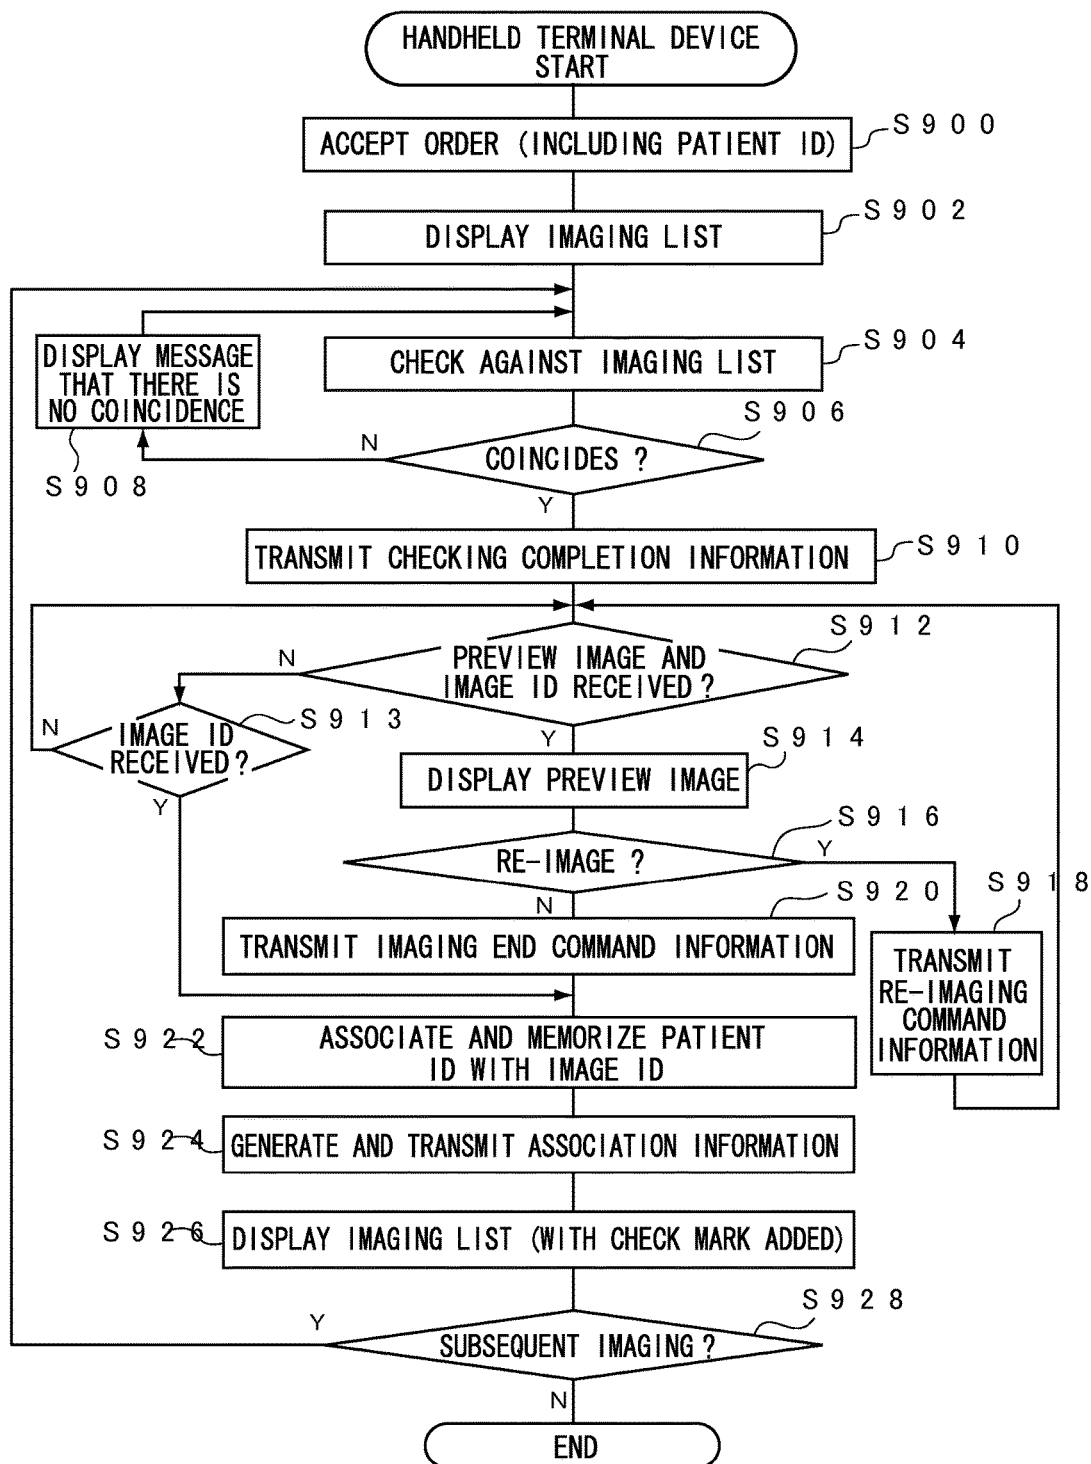 HANDHELD TERMINAL DEVICE
START
ACCEPT ORDER (INCLUDING PATIENT ID)
S900
DISPLAY IMAGING LIST
S902
DISPLAY MESSAGE
THAT THERE IS
NO COINCIDENCE
S908
CHECK AGAINST IMAGING LIST
S904
COINCIDES ?
S906
N
Y
TRANSMIT CHECKING COMPLETION INFORMATION
S910
PREVIEW IMAGE AND
IMAGE ID RECEIVED?
S912
N
Y
IMAGE ID
RECEIVED?
S913
N
Y
DISPLAY PREVIEW IMAGE
S914
RE-IMAGE ?
S916
Y
N
TRANSMIT
RE-IMAGING
COMMAND
INFORMATION
S918
TRANSMIT IMAGING END COMMAND INFORMATION
S920
S922
ASSOCIATE AND MEMORIZE PATIENT
ID WITH IMAGE ID
S924
GENERATE AND TRANSMIT ASSOCIATION INFORMATION
S926
DISPLAY IMAGING LIST (WITH CHECK MARK ADDED)
SUBSEQUENT IMAGING ?
S928
Y
N
END